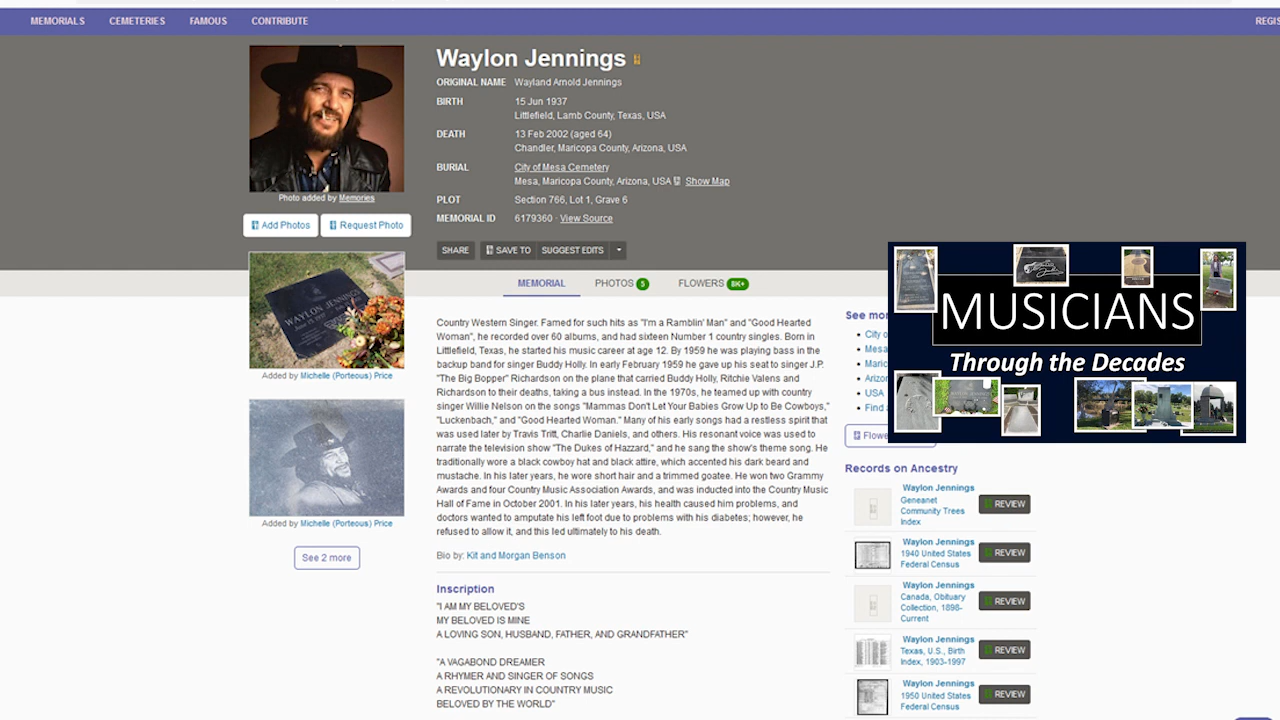 MEMORIALS CEMETERIES FAMOUS CONTRIBUTE
Waylon Jennings
ORIGINAL NAME Wayland Arnold Jennings
BIRTH 15 Jun 1937
Littlefield, Lamb County, Texas, USA
DEATH 13 Feb 2002 (aged 64)
Chandler, Maricopa County, Arizona, USA
BURIAL City of Mesa Cemetery
Mesa, Maricopa County, Arizona, USA Show Map
PLOT Section 766, Lot 1, Grave 6
MEMORIAL ID 6179360 · View Source
Photo added by Memories
Add Photos Request Photo
SHARE SAVE TO SUGGEST EDITS
MEMORIAL PHOTOS 5 FLOWERS 8K+
WAYLON JENNINGS
Added by Michelle (Porteous) Price
Added by Michelle (Porteous) Price
See 2 more
Country Western Singer. Famed for such hits as "I'm a Ramblin' Man" and "Good Hearted
Woman", he recorded over 60 albums, and had sixteen Number 1 country singles. Born in
Littlefield, Texas, he started his music career at age 12. By 1959 he was playing bass in the
backup band for singer Buddy Holly. In early February 1959 he gave up his seat to singer J.P.
"The Big Bopper" Richardson on the plane that carried Buddy Holly, Ritchie Valens and
Richardson to their deaths, taking a bus instead. In the 1970s, he teamed up with country
singer Willie Nelson on the songs "Mammas Don't Let Your Babies Grow Up to Be Cowboys,"
"Luckenbach," and "Good Hearted Woman." Many of his early songs had a restless spirit that
was used later by Travis Tritt, Charlie Daniels, and others. His resonant voice was used to
narrate the television show "The Dukes of Hazzard," and he sang the show's theme song. He
traditionally wore a black cowboy hat and black attire, which accented his dark beard and
mustache. In his later years, he wore short hair and a trimmed goatee. He won two Grammy
Awards and four Country Music Association Awards, and was inducted into the Country Music
Hall of Fame in October 2001. In his later years, his health caused him problems, and
doctors wanted to amputate his left foot due to problems with his diabetes; however, he
refused to allow it, and this led ultimately to his death.
Bio by: Kit and Morgan Benson
Inscription
"I AM MY BELOVED'S
MY BELOVED IS MINE
A LOVING SON, HUSBAND, FATHER, AND GRANDFATHER"
"A VAGABOND DREAMER
A RHYMER AND SINGER OF SONGS
A REVOLUTIONARY IN COUNTRY MUSIC
BELOVED BY THE WORLD"
MUSICIANS
Through the Decades
See
City
Mesa
USA
Find
Records on Ancestry
Waylon Jennings
Geneanet
Community Trees
Index
REVIEW
Waylon Jennings
1940 United States
Federal Census
REVIEW
Waylon Jennings
Canada, Obituary
Collection, 1898-
Current
REVIEW
Waylon Jennings
Texas, U.S., Birth
Index, 1903-1997
REVIEW
Waylon Jennings
1950 United States
Federal Census
REVIEW